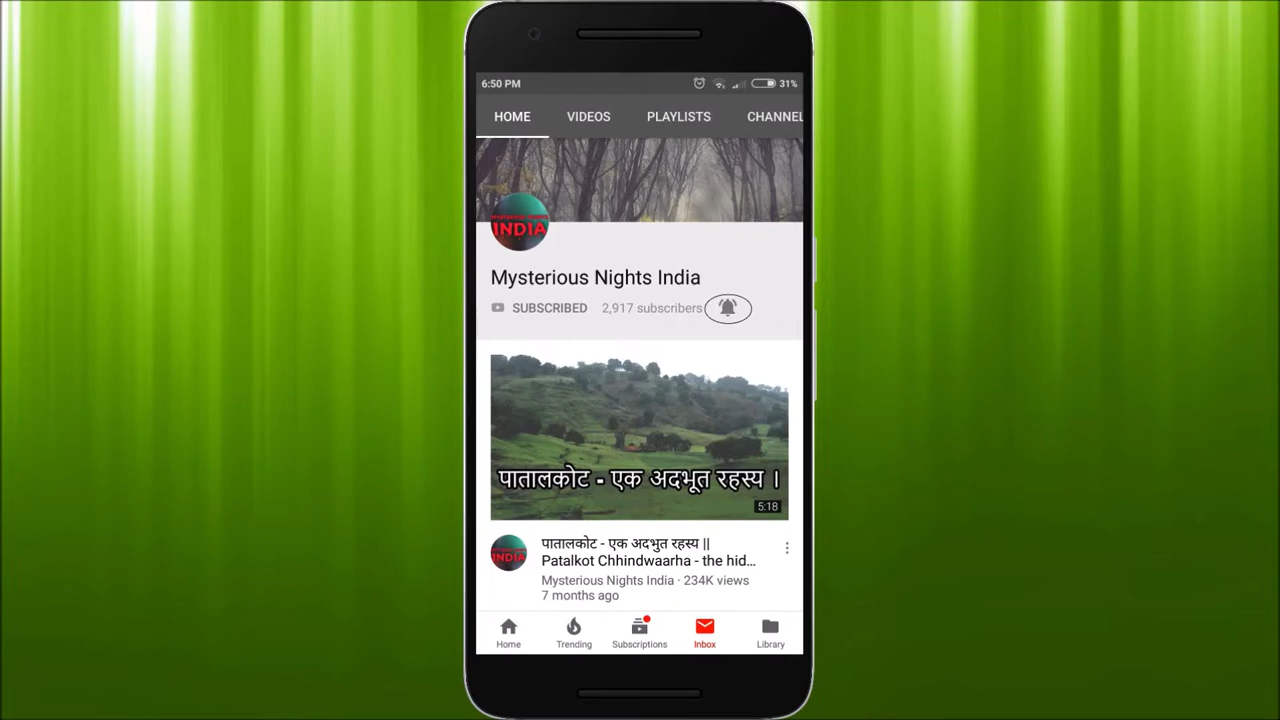 6:50 PM 31%
HOME VIDEOS PLAYLISTS CHANNEL
INDIA
Mysterious Nights India
SUBSCRIBED 2,917 subscribers
पातालकोट - एक अदभूत रहस्य ।
5:18
पातालकोट - एक अदभुत रहस्य ||
Patalkot Chhindwaarha - the hid...
INDIA
Mysterious Nights India · 234K views
7 months ago
Home Trending Subscriptions Inbox Library